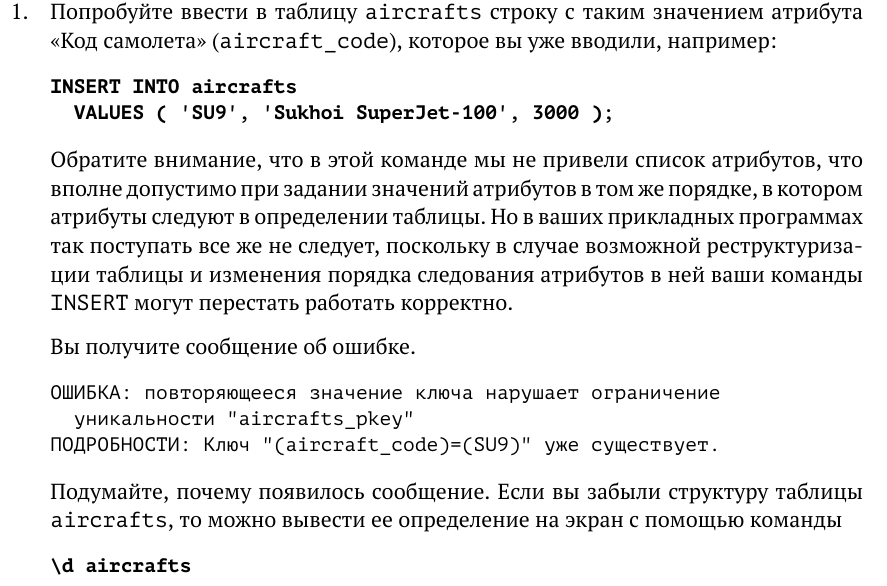 1. Попробуйте ввести в таблицу aircrafts строку с таким значением атрибута
«Код самолета» (aircraft_code), которое вы уже вводили, например:
INSERT INTO aircrafts
VALUES ( 'SU9', 'Sukhoi SuperJet-100', 3000 );
Обратите внимание, что в этой команде мы не привели список атрибутов, что
вполне допустимо при задании значений атрибутов в том же порядке, в котором
атрибуты следуют в определении таблицы. Но в ваших прикладных программах
так поступать все же не следует, поскольку в случае возможной реструктуриза-
ции таблицы и изменения порядка следования атрибутов в ней ваши команды
INSERT могут перестать работать корректно.
Вы получите сообщение об ошибке.
ОШИБКА: повторяющееся значение ключа нарушает ограничение
уникальности "aircrafts_pkey"
ПОДРОБНОСТИ: Ключ "(aircraft_code)=(SU9)" уже существует.
Подумайте, почему появилось сообщение. Если вы забыли структуру таблицы
aircrafts, то можно вывести ее определение на экран с помощью команды
\d aircrafts